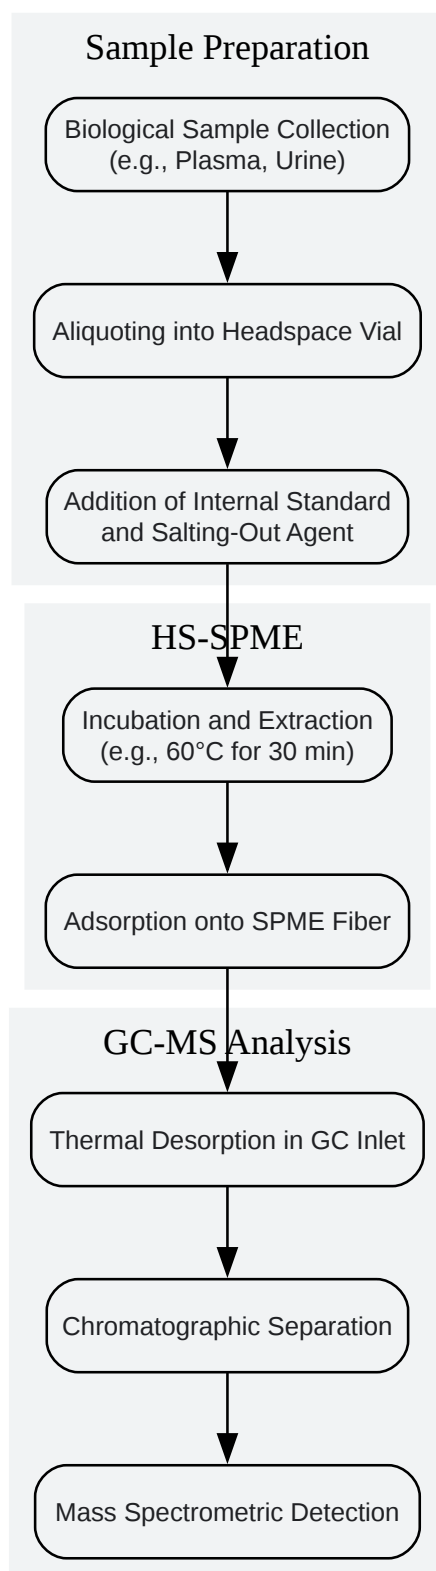 Sample Preparation
Biological Sample Collection
(e.g., Plasma, Urine)
Aliquoting into Headspace Vial
Addition of Internal Standard
and Salting-Out Agent
HS-SPME
Incubation and Extraction
(e.g., 60°C for 30 min)
Adsorption onto SPME Fiber
GC-MS Analysis
Thermal Desorption in GC Inlet
Chromatographic Separation
Mass Spectrometric Detection